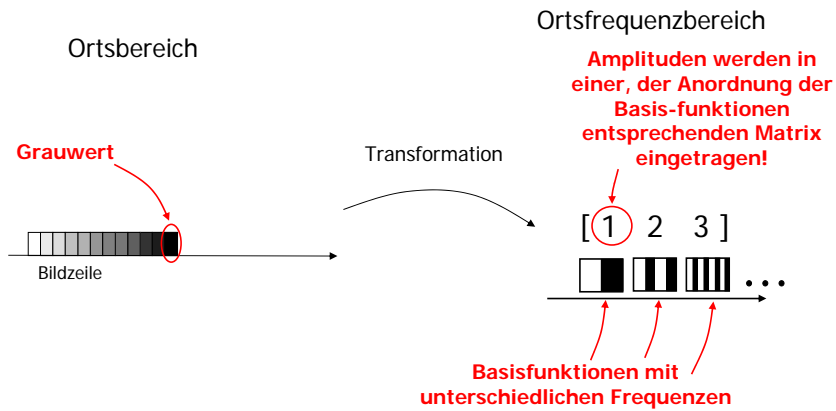 Ortsbereich
Ortsfrequenzbereich
Amplituden werden in
einer, der Anordnung der
Basis-funktionen
entsprechenden Matrix
eingetragen!
Grauwert
Transformation
[ 1 2 3 ]
Bildzeile
...
Basisfunktionen mit
unterschiedlichen Frequenzen